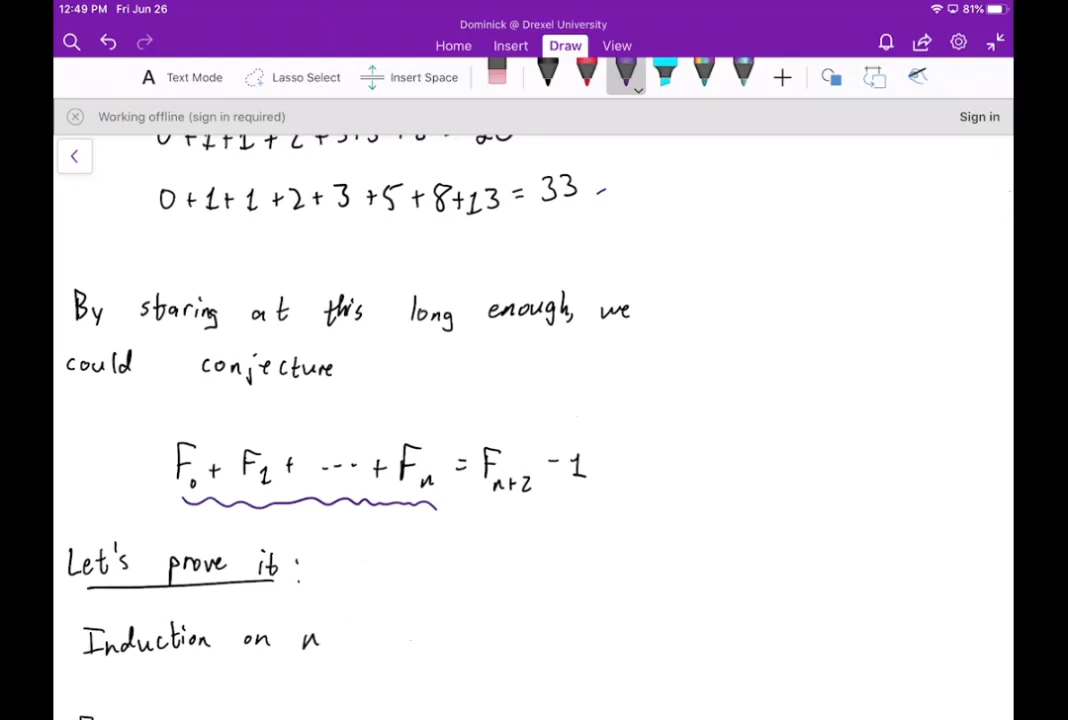 12:49 PM Fri Jun 26
81%
Dominick @ Drexel University
Home Insert Draw View
A Text Mode Lasso Select Insert Space
Working offline (sign in required) Sign in
0 + 1 + 1 + 2 + 3 + 5 + 8 + 13 = 33
By staring at this long enough, we
could conjecture
F₀ + F₁ + ... + Fₙ = Fₙ₊₂ - 1
Let's prove it:
Induction on n